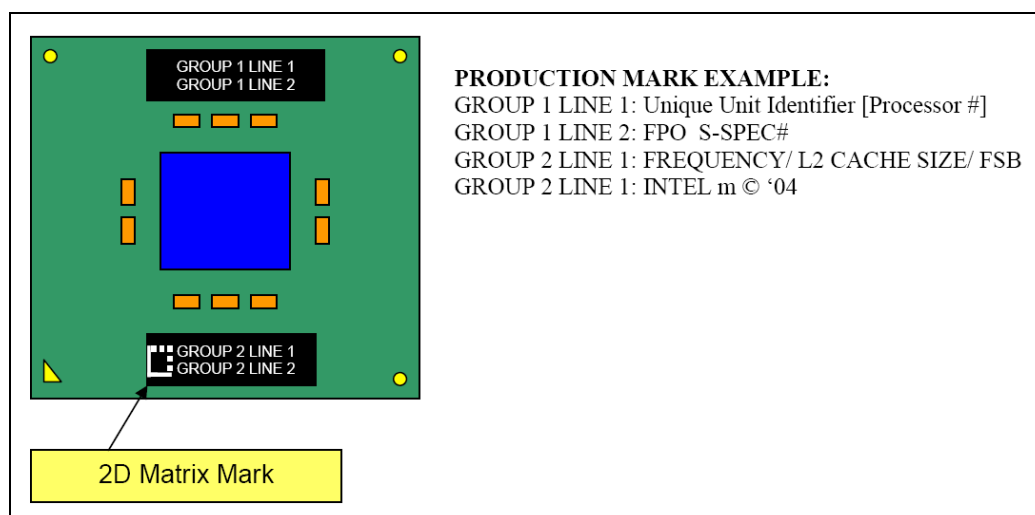 GROUP 1 LINE 1
GROUP 1 LINE 2
PRODUCTION MARK EXAMPLE:
GROUP 1 LINE 1: Unique Unit Identifier [Processor #]
GROUP 1 LINE 2: FPO S-SPEC#
GROUP 2 LINE 1: FREQUENCY/ L2 CACHE SIZE/ FSB
GROUP 2 LINE 1: INTEL m © ‘04
GROUP 2 LINE 1
GROUP 2 LINE 2
2D Matrix Mark